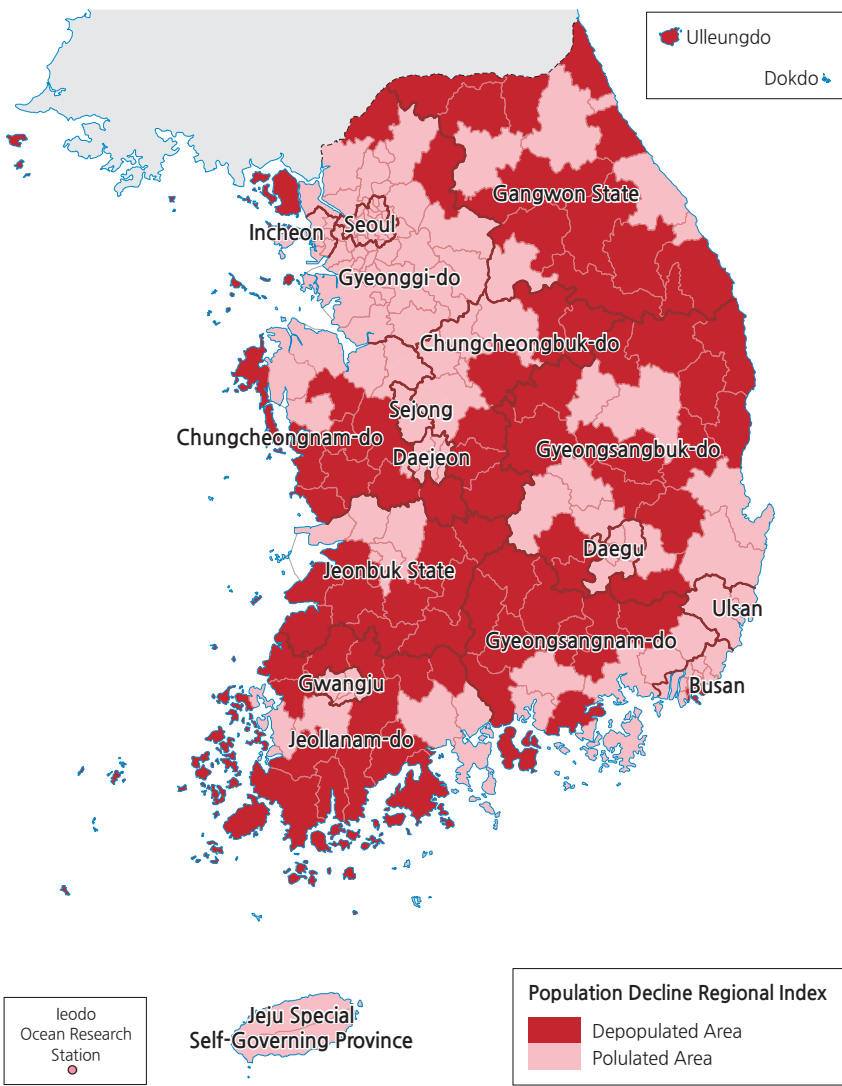 Ulleungdo
Dokdo
Gangwon State
Incheon
Seoul
Gyeonggi-do
Chungcheongbuk-do
Sejong
Chungcheongnam-do
Daejeon
Gyeongsangbuk-do
Daegu
Jeonbuk State
Ulsan
Gyeongsangnam-do
Gwangju
Busan
Jeollanam-do
Ieodo
Ocean Research
Station
Jeju Special
Self-Governing Province
Population Decline Regional Index
Depopulated Area
Polulated Area